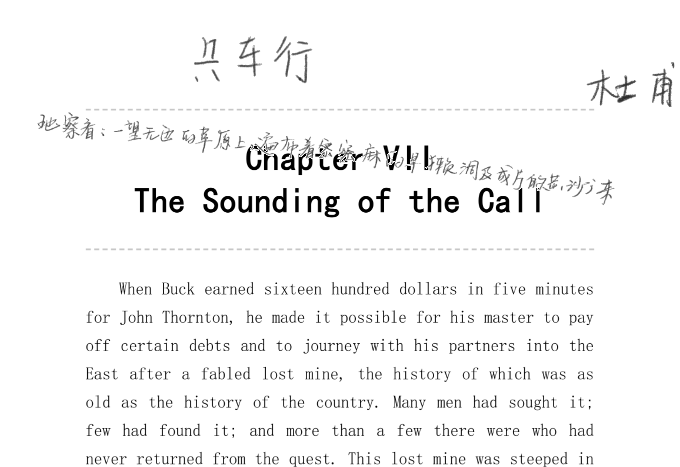 兵车行
杜甫
地察看：一望无边的草原上，遍布着密密麻麻的旱獭洞及成片的
Chapter VII
The Sounding of the Call
When Buck earned sixteen hundred dollars in five minutes
for John Thornton, he made it possible for his master to pay
off certain debts and to journey with his partners into the
East after a fabled lost mine, the history of which was as
old as the history of the country. Many men had sought it;
few had found it; and more than a few there were who had
never returned from the quest. This lost mine was steeped in